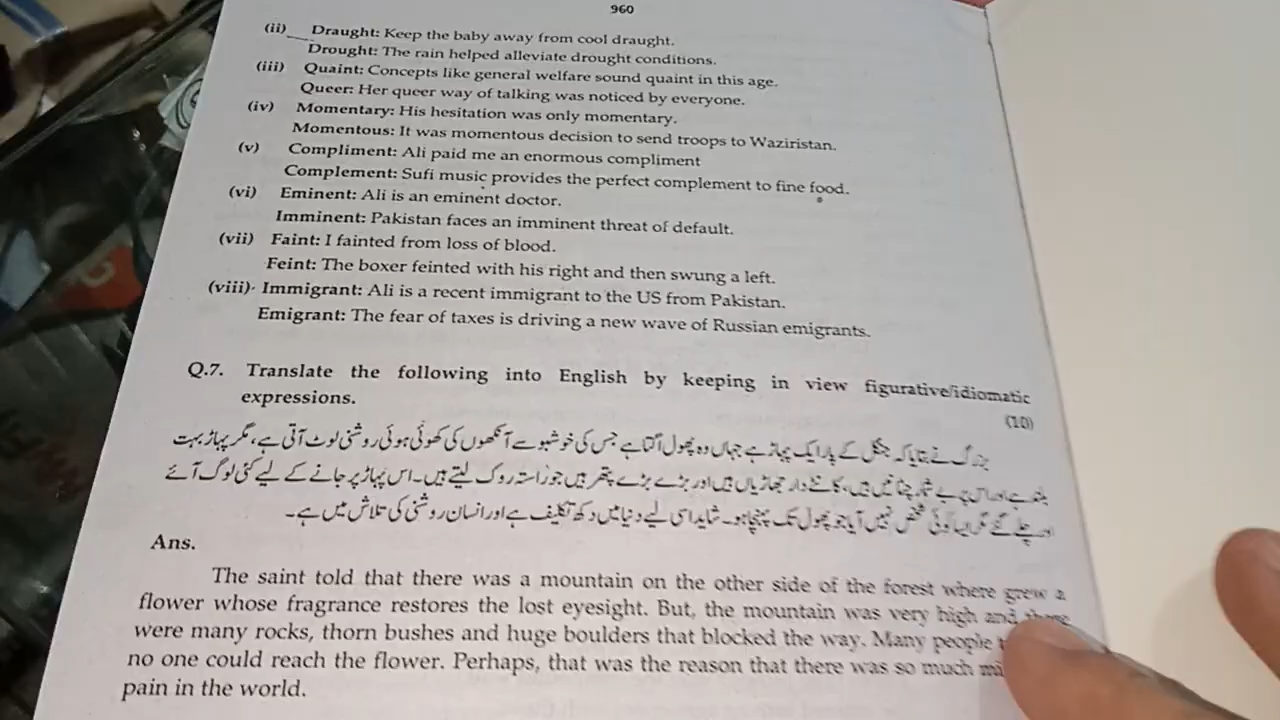 960
(ii) Draught: Keep the baby away from cool draught.
Drought: The rain helped alleviate drought conditions.
(iii) Quaint: Concepts like general welfare sound quaint in this age.
Queer: Her queer way of talking was noticed by everyone.
(iv) Momentary: His hesitation was only momentary.
Momentous: It was momentous decision to send troops to Waziristan.
(v) Compliment: Ali paid me an enormous compliment
Complement: Sufi music provides the perfect complement to fine food.
(vi) Eminent: Ali is an eminent doctor.
Imminent: Pakistan faces an imminent threat of default.
(vii) Faint: I fainted from loss of blood.
Feint: The boxer feinted with his right and then swung a left.
(viii) Immigrant: Ali is a recent immigrant to the US from Pakistan.
Emigrant: The fear of taxes is driving a new wave of Russian emigrants.
Q.7. Translate the following into English by keeping in view figurative/idiomatic
expressions. (10)
بزرگ نے بتایا کہ جنگل کے پار ایک پہاڑ ہے جہاں وہ پھول اگتا ہے جس کی خوشبو سے آنکھوں کی کھوئی ہوئی روشنی لوٹ آتی ہے، مگر پہاڑ بہت
بلند ہے اور اس پر بے شمار چٹانیں ہیں، کانٹے دار جھاڑیاں ہیں اور بڑے بڑے پتھر ہیں جو راستہ روک لیتے ہیں۔ اس پہاڑ پر جانے کے لیے کئی لوگ آئے
اور چلے گئے مگر ایسا کوئی شخص نہیں آیا جو پھول تک پہنچا ہو۔ شاید اسی لیے دنیا میں دکھ تکلیف ہے اور انسان روشنی کی تلاش میں ہے۔
Ans.
The saint told that there was a mountain on the other side of the forest where grew a
flower whose fragrance restores the lost eyesight. But, the mountain was very high and there
were many rocks, thorn bushes and huge boulders that blocked the way. Many people
no one could reach the flower. Perhaps, that was the reason that there was so much
pain in the world.